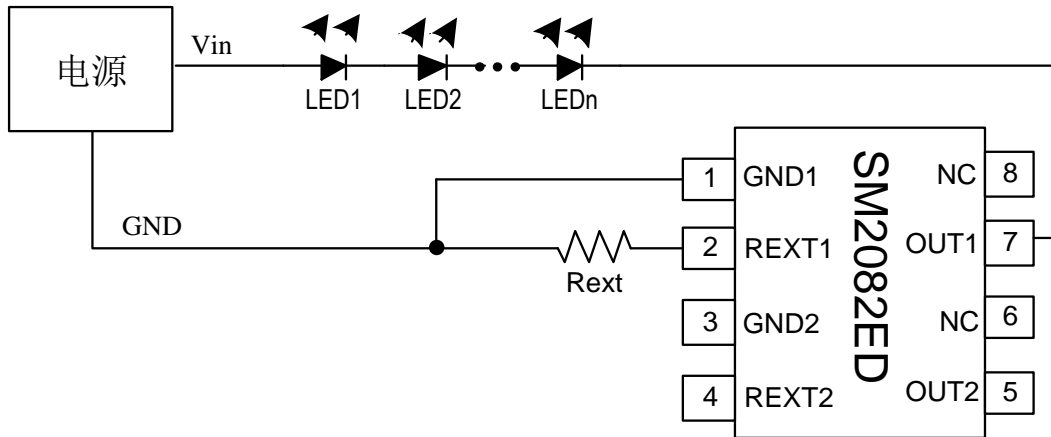 电源
Vin
LED1
LED2
LEDn
GND
Rext
SM2082ED
1
GND1
2
REXT1
3
GND2
4
REXT2
NC
8
OUT1
7
NC
6
OUT2
5